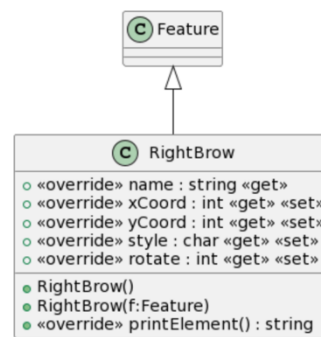 C Feature
C RightBrow
«override» name : string «get»
«override» xCoord : int «get» «set»
«override» yCoord : int «get» «set»
«override» style : char «get» «set»
«override» rotate : int «get» «set»
RightBrow()
RightBrow(f:Feature)
«override» printElement() : string